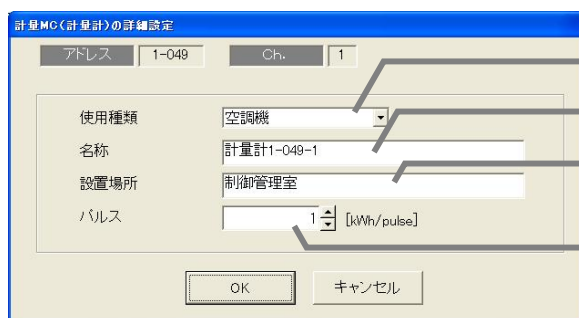 計量MC(計量計)の詳細設定
アドレス 1-049 Ch. 1
使用種類 空調機
名称 計量計1-049-1
設置場所 制御管理室
パルス 1 [kWh/pulse]
OK キャンセル